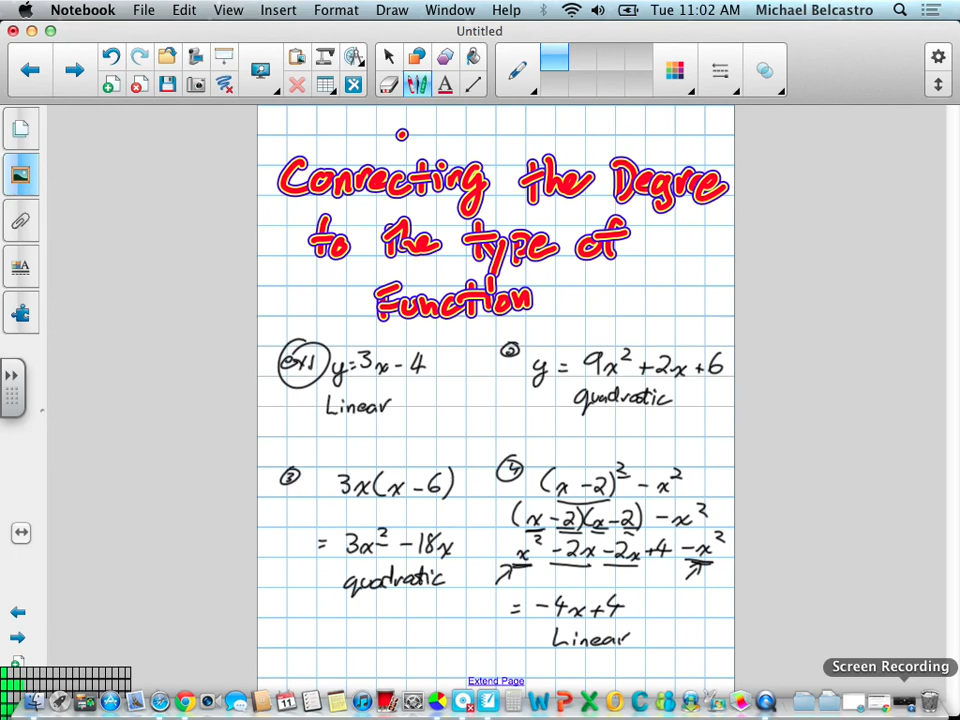 Notebook File Edit View Insert Format Draw Window Help Tue 11:02 AM Michael Belcastro
Untitled
Connecting the Degree
to the type of
Function
ex1 y=3x-4
Linear
② y = 9x² +2x +6
quadratic
③ 3x(x-6)
= 3x² -18x
quadratic
④ (x-2)² - x²
(x-2)(x-2) - x²
x² -2x -2x +4 -x²
= -4x+4
Linear
Extend Page
Screen Recording
11